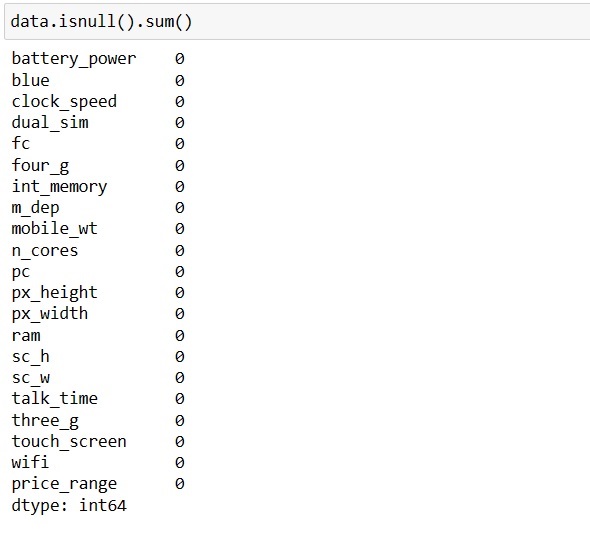 data.isnull().sum()
battery_power 0
blue 0
clock_speed 0
dual_sim 0
fc 0
four_g 0
int_memory 0
m_dep 0
mobile_wt 0
n_cores 0
pc 0
px_height 0
px_width 0
ram 0
sc_h 0
sc_w 0
talk_time 0
three_g 0
touch_screen 0
wifi 0
price_range 0
dtype: int64